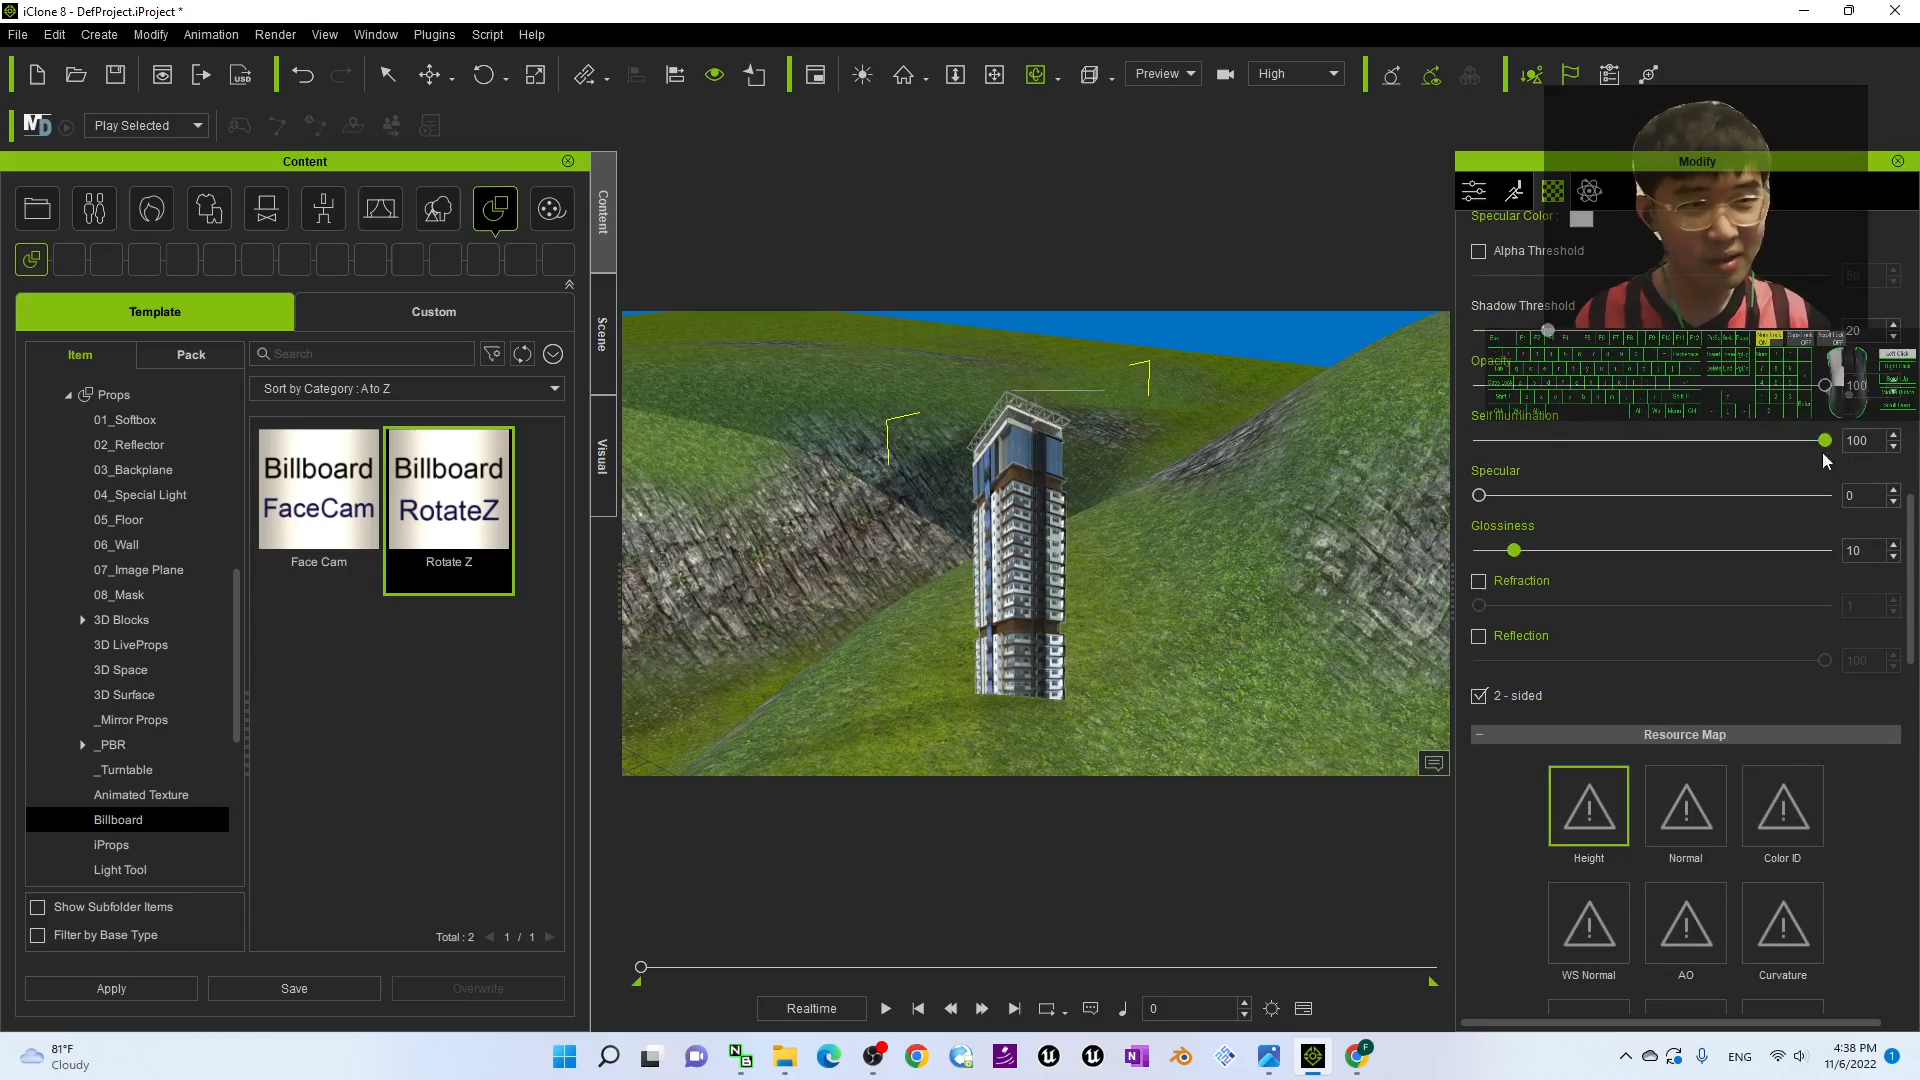 iClone 8 - DefProject.iProject *
File Edit Create Modify Animation Render View Window Plugins Script Help
Preview High
MD Play Selected
Content
Content
Scene
Visual
Template Custom
Item Pack
Search
Sort by Category : A to Z
Props
01_Softbox
02_Reflector
03_Backplane
04_Special Light
05_Floor
06_Wall
07_Image Plane
08_Mask
3D Blocks
3D LiveProps
3D Space
3D Surface
_Mirror Props
_PBR
_Turntable
Animated Texture
Billboard
iProps
Light Tool
Billboard
FaceCam
Face Cam
Billboard
RotateZ
Rotate Z
Show Subfolder Items
Filter by Base Type
Total : 2 1 / 1
Apply Save Overwrite
Realtime 0
Modify
Specular Color :
Alpha Threshold
50
Shadow Threshold
20
Opacity
100
Self Illumination
100
Specular
0
Glossiness
10
Refraction
1
Reflection
100
2 - sided
Resource Map
Height Normal Color ID
WS Normal AO Curvature
81°F
Cloudy
ENG
4:38 PM
11/6/2022
1